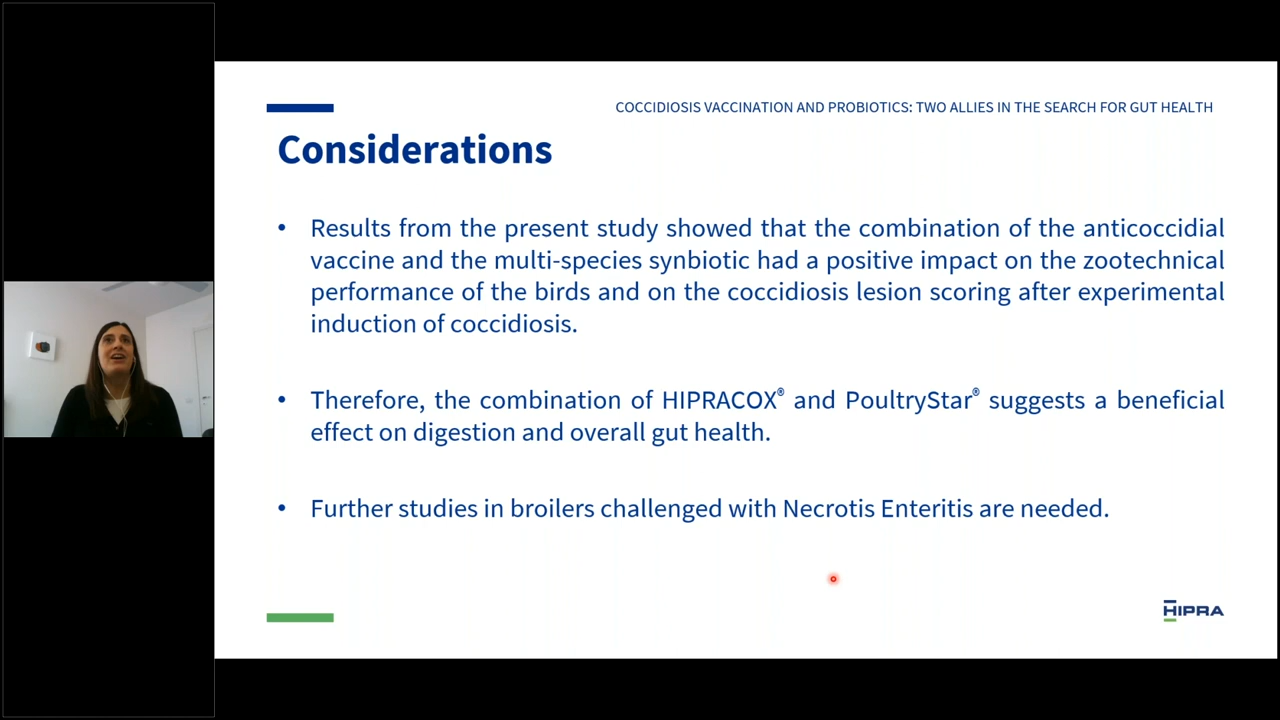 COCCIDIOSIS VACCINATION AND PROBIOTICS: TWO ALLIES IN THE SEARCH FOR GUT HEALTH
Considerations
• Results from the present study showed that the combination of the anticoccidial
vaccine and the multi-species synbiotic had a positive impact on the zootechnical
performance of the birds and on the coccidiosis lesion scoring after experimental
induction of coccidiosis.
• Therefore, the combination of HIPRACOX® and PoultryStar® suggests a beneficial
effect on digestion and overall gut health.
• Further studies in broilers challenged with Necrotis Enteritis are needed.
HIPRA